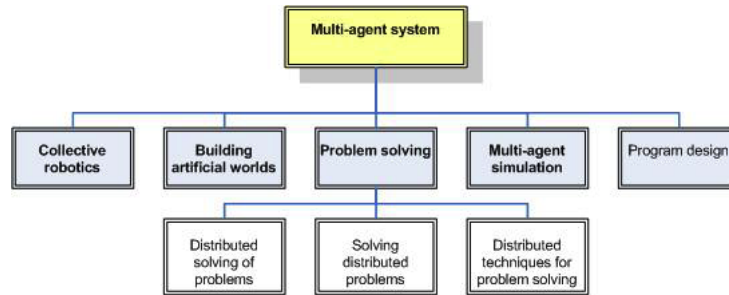 Multi-agent system
Collective
robotics
Building
artificial worlds
Problem solving
Multi-agent
simulation
Program design
Distributed
solving of
problems
Solving
distributed
problems
Distributed
techniques for
problem solving